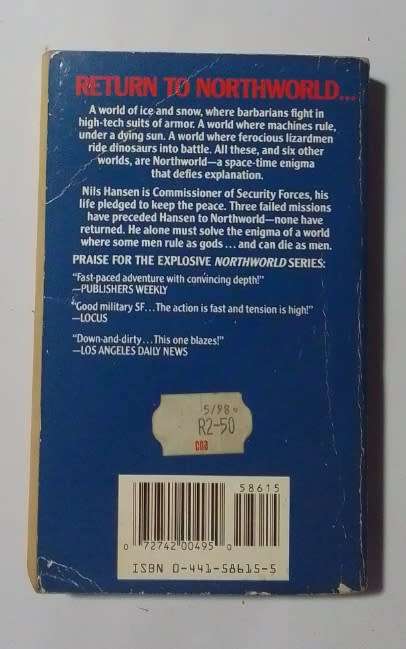 RETURN TO NORTHWORLD...
A world of ice and snow, where barbarians fight in
high-tech suits of armor. A world where machines rule,
under a dying sun. A world where ferocious lizardmen
ride dinosaurs into battle. All these, and six other
worlds, are Northworld—a space-time enigma
that defies explanation.
Nils Hansen is Commissioner of Security Forces, his
life pledged to keep the peace. Three failed missions
have preceded Hansen to Northworld—none have
returned. He alone must solve the enigma of a world
where some men rule as gods...and can die as men.
PRAISE FOR THE EXPLOSIVE NORTHWORLD SERIES:
"Fast-paced adventure with convincing depth!"
—PUBLISHERS WEEKLY
"Good military SF...The action is fast and tension is high!"
—LOCUS
"Down-and-dirty...This one blazes!"
—LOS ANGELES DAILY NEWS
5/98
R2-50
cna
58615
0 72742 00495 0
ISBN 0-441-58615-5